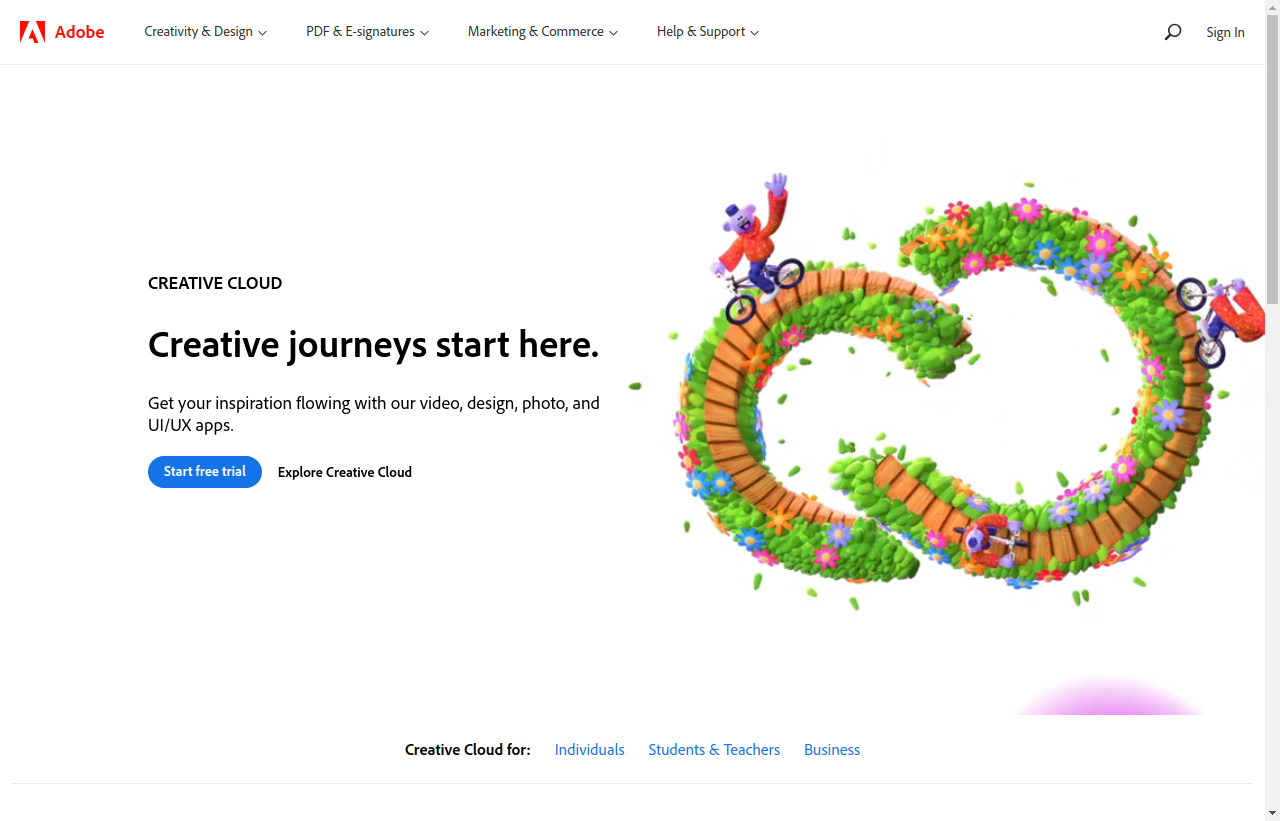 Adobe
Creativity & Design
PDF & E-signatures
Marketing & Commerce
Help & Support
Sign In
CREATIVE CLOUD
Creative journeys start here.
Get your inspiration flowing with our video, design, photo, and
UI/UX apps.
Start free trial
Explore Creative Cloud
Creative Cloud for: Individuals Students & Teachers Business